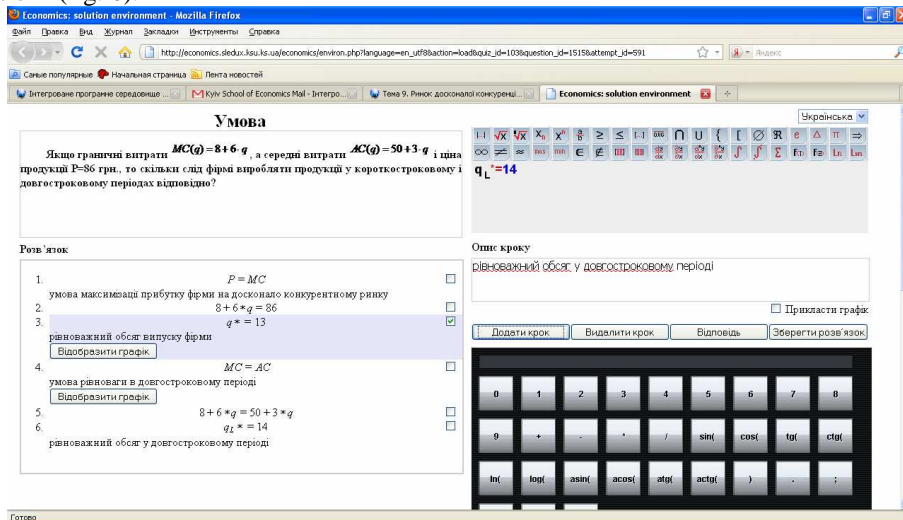 Economics: solution environment - Mozilla Firefox
Файл Правка Вид Журнал Закладки Инструменты Справка
http://economics.sledux.ksu.ks.ua/economics/environ.php?language=en_utf8&action=load&quiz_id=103&question_id=1515&attempt_id=591
Яндекс
Самые популярные Начальная страница Лента новостей
Інтегроване програмне середовище ... Kyiv School of Economics Mail - Інтегро... Тема 9. Ринок досконалої конкуренці... Economics: solution environment
Умова
Українська
Якщо граничні витрати MC(q)=8+6·q, а середні витрати AC(q)=50+3·q і ціна
продукції P=86 грн., то скільки слід фірмі виробляти продукції у короткостроковому і
довгостроковому періодах відповідно?
q_L*=14
Розв'язок
Опис кроку
рівноважний обсяг у довгостроковому періоді
1. P = MC
умова максимізації прибутку фірми на досконало конкурентному ринку
2. 8+6*q = 86
3. q* = 13
рівноважний обсяг випуску фірми
Відобразити графік
4. MC = AC
умова рівноваги в довгостроковому періоді
Відобразити графік
5. 8+6*q = 50+3*q
6. q_L* = 14
рівноважний обсяг у довгостроковому періоді
Прикласти графік
Додати крок Видалити крок Відповідь Зберегти розв'язок
0 1 2 3 4 5 6 7 8
9 + - * / sin( cos( tg( ctg(
ln( log( asin( acos( atg( actg( ) . ;
Готово